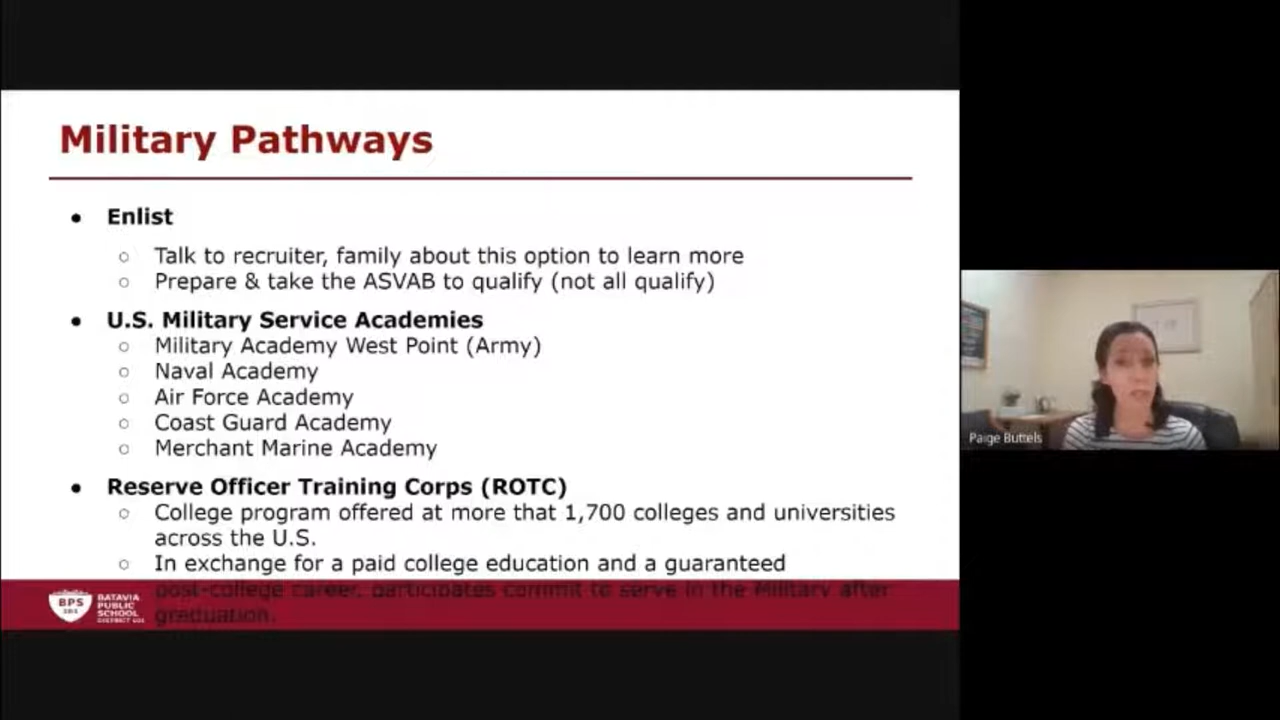 Military Pathways
● Enlist
○ Talk to recruiter, family about this option to learn more
○ Prepare & take the ASVAB to qualify (not all qualify)
● U.S. Military Service Academies
○ Military Academy West Point (Army)
○ Naval Academy
○ Air Force Academy
○ Coast Guard Academy
○ Merchant Marine Academy
● Reserve Officer Training Corps (ROTC)
○ College program offered at more that 1,700 colleges and universities
across the U.S.
○ In exchange for a paid college education and a guaranteed
post-college career, participates commit to serve in the Military after
graduation.
BPS
BATAVIA
PUBLIC
SCHOOL
DISTRICT 101
Paige Buttels